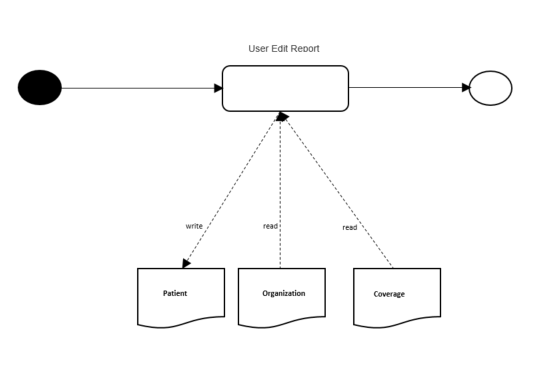 User Edit Report
write
read
read
Patient
Organization
Coverage